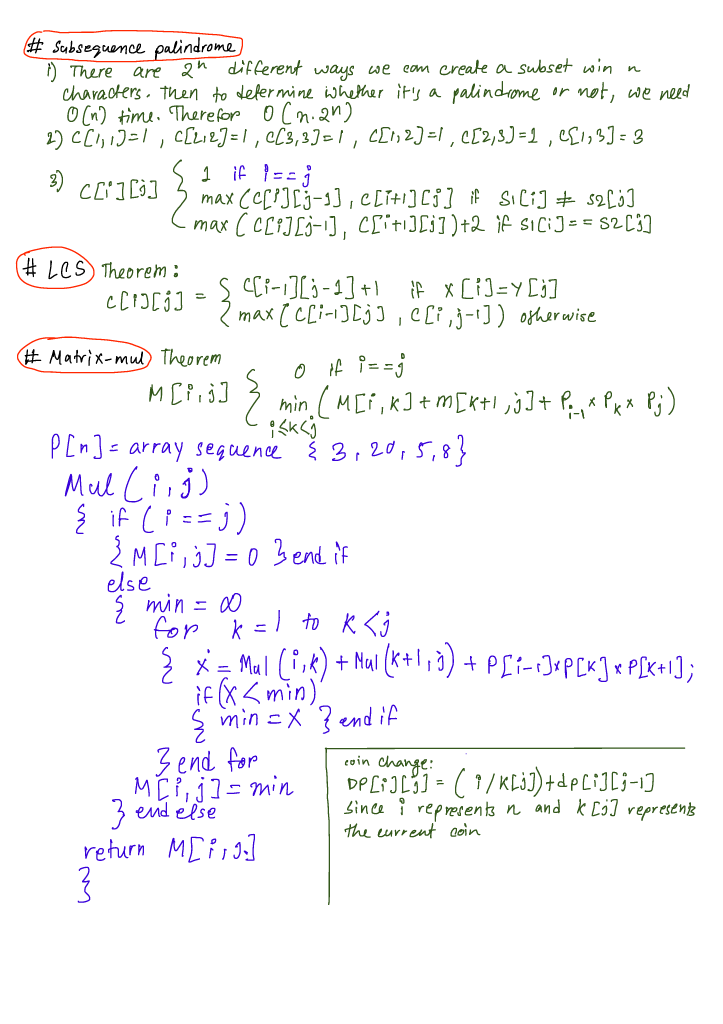 # Subsequence palindrome
1) There are 2^n different ways we can create a subset win n
characters. Then to determine whether it's a palindrome or not, we need
O(n) time. Therefor O(n.2^n)
2) C[1,1]=1, C[2,2]=1, C[3,3]=1, C[1,2]=1, C[2,3]=1, C[1,3]=3
3) C[i][j] { 1 if i==j
max(C[i][j-1], C[i+1][j] if S1[i] ≠ S2[j]
max(C[i][j-1], C[i+1][j])+2 if S1[i]==S2[j]
# LCS Theorem:
C[i][j] = { C[i-1][j-1]+1 if X[i]=Y[j]
max[C[i-1][j], C[i,j-1]) otherwise
# Matrix-mul Theorem
M[i,j] { 0 if i==j
min (M[i,k]+m[k+1,j]+P_{i-1}×P_k×P_j)
i≤k<j
P[n]= array sequence { 3, 20, 5, 8}
Mul(i,j)
{ if (i==j)
{ M[i,j]=0 } end if
else
{ min = ∞
for k=1 to k<j
{ x = Mul(i,k) + Mul(k+1,j) + P[i-1]×P[k]×P[k+1];
if(x<min)
{ min=x } end if
} end for
M[i,j]=min
} end else
return M[i,j]
}
coin change:
DP[i][j] = (i/K[j])+dp[i][j-1]
Since i represents n and K[j] represents
the current coin